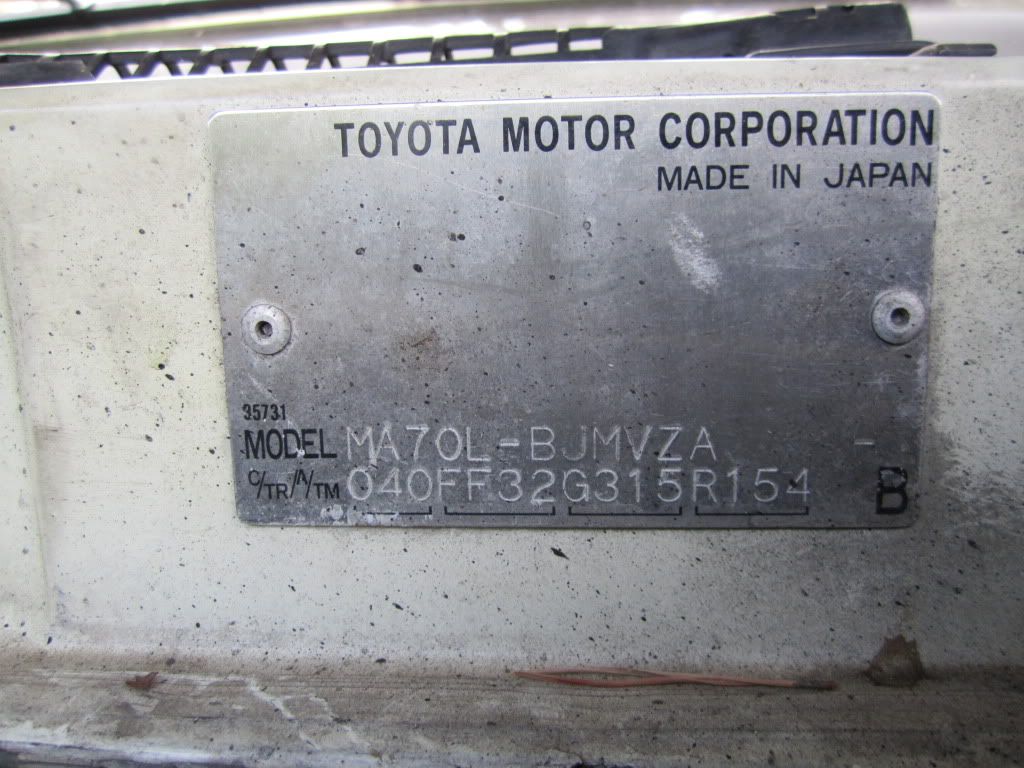 TOYOTA MOTOR CORPORATION
MADE IN JAPAN
35731
MODEL MA70L-BJMVZA -
C/TR/A/TM 040FF32G315R154 B